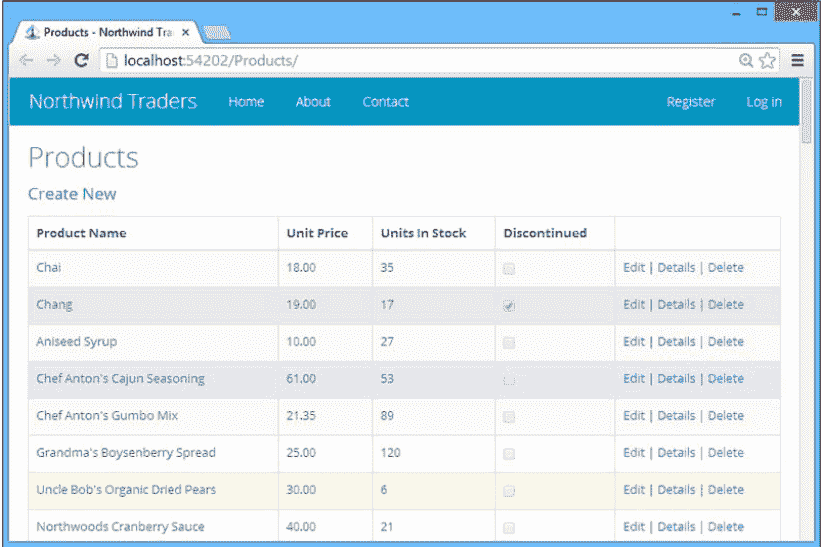 Products - Northwind Tra
localhost:54202/Products/
Northwind Traders Home About Contact Register Log in
Products
Create New
Product Name Unit Price Units In Stock Discontinued
Chai 18.00 35 Edit | Details | Delete
Chang 19.00 17 Edit | Details | Delete
Aniseed Syrup 10.00 27 Edit | Details | Delete
Chef Anton's Cajun Seasoning 61.00 53 Edit | Details | Delete
Chef Anton's Gumbo Mix 21.35 89 Edit | Details | Delete
Grandma's Boysenberry Spread 25.00 120 Edit | Details | Delete
Uncle Bob's Organic Dried Pears 30.00 6 Edit | Details | Delete
Northwoods Cranberry Sauce 40.00 21 Edit | Details | Delete